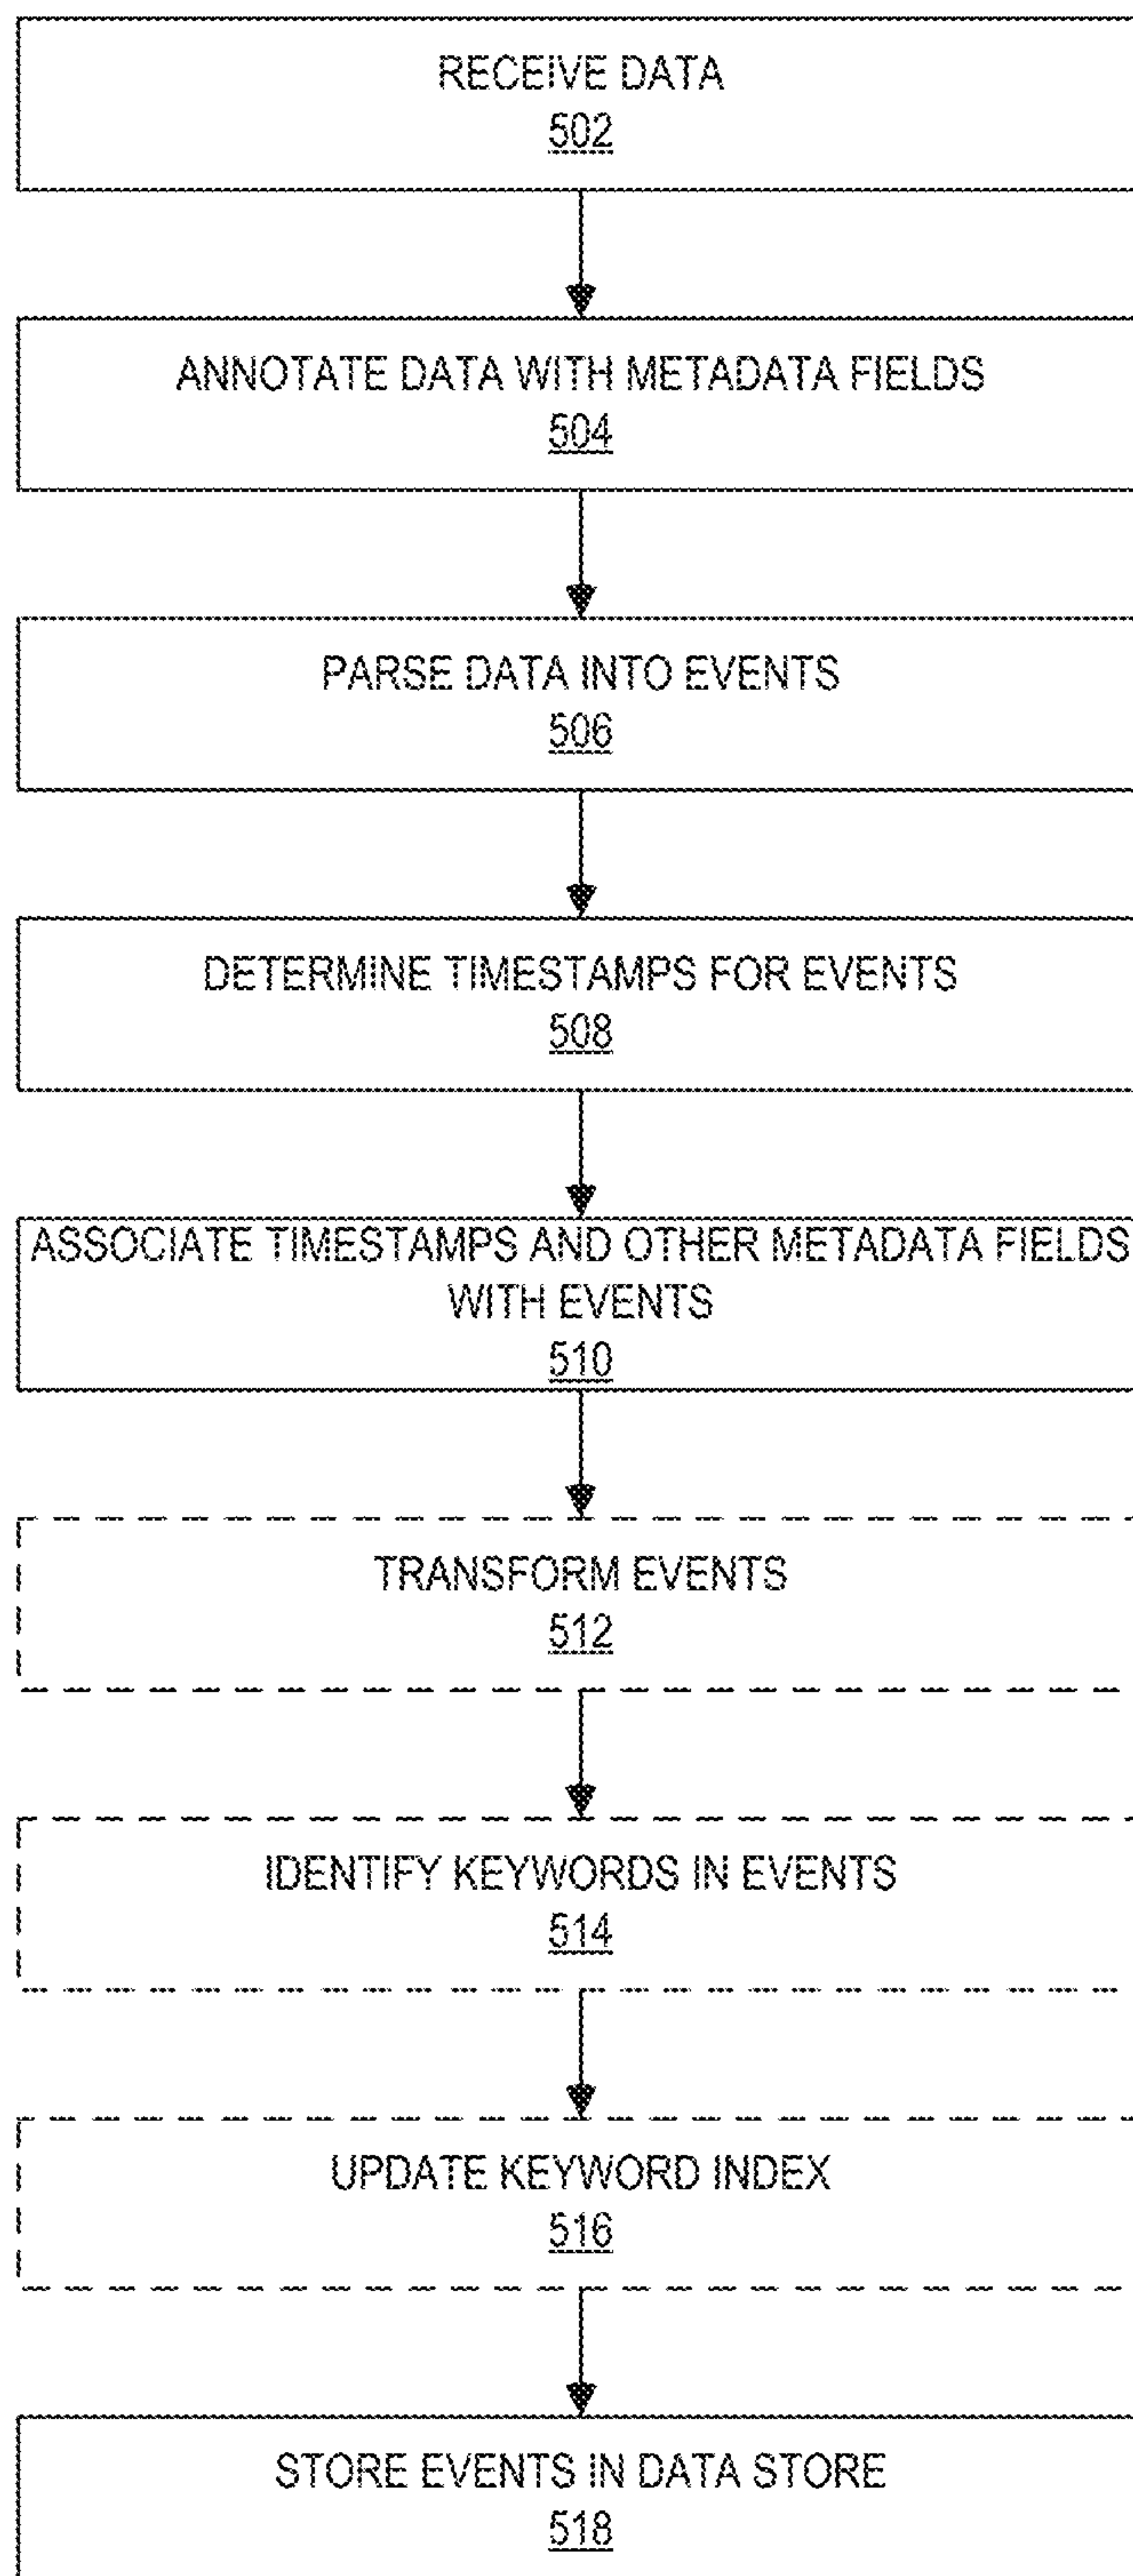 RECEIVE DATA
502
ANNOTATE DATA WITH METADATA FIELDS
504
PARSE DATA INTO EVENTS
506
DETERMINE TIMESTAMPS FOR EVENTS
508
ASSOCIATE TIMESTAMPS AND OTHER METADATA FIELDS
WITH EVENTS
510
TRANSFORM EVENTS
512
IDENTIFY KEYWORDS IN EVENTS
514
UPDATE KEYWORD INDEX
516
STORE EVENTS IN DATA STORE
518